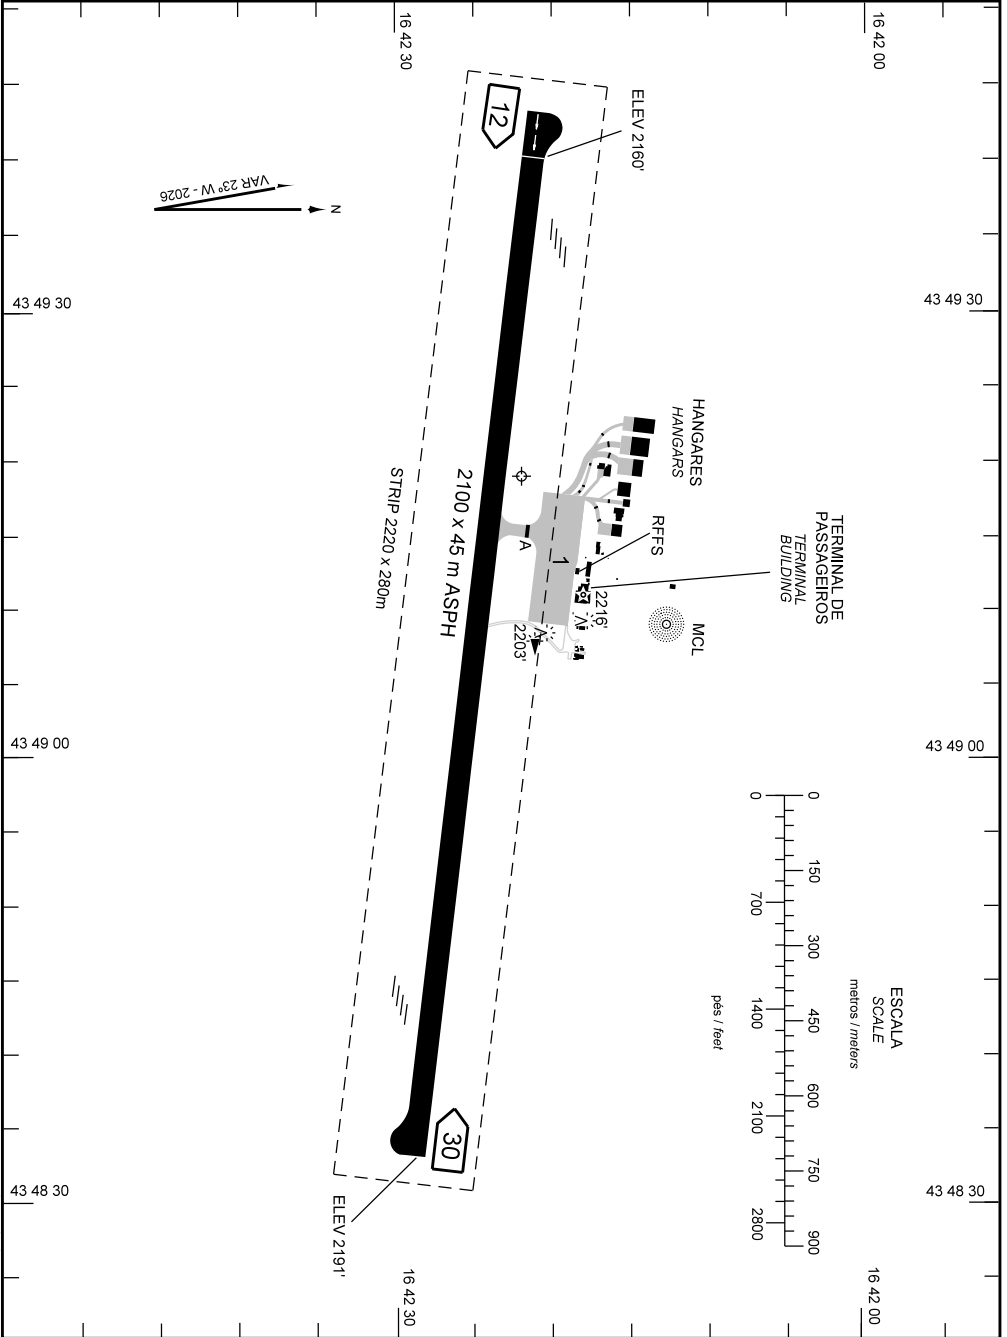 16 42 30
16 42 00
12
ELEV 2160'
VAR 23° W - 2026
N
43 49 30
43 49 30
HANGARES
HANGARS
2100 x 45 m ASPH
STRIP 2220 x 280m
RFFS
A
1
TERMINAL DE
PASSAGEIROS
TERMINAL
BUILDING
2216'
2203'
MCL
43 49 00
43 49 00
ESCALA
SCALE
metros / meters
0 150 300 450 600 750 900
0 700 1400 2100 2800
pés / feet
30
ELEV 2191'
43 48 30
43 48 30
16 42 30
16 42 00